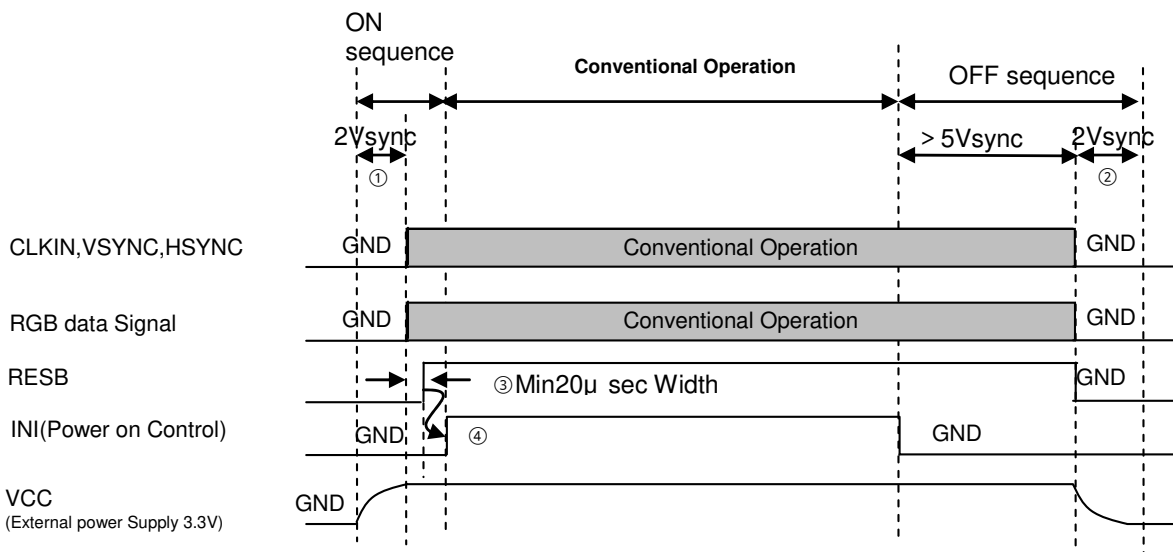 ON
sequence
Conventional Operation
OFF sequence
2Vsync
> 5Vsync
2Vsync
①
②
CLKIN,VSYNC,HSYNC
GND
Conventional Operation
GND
RGB data Signal
GND
Conventional Operation
GND
RESB
③Min20μ sec Width
GND
INI(Power on Control)
GND
④
GND
VCC
(External power Supply 3.3V)
GND